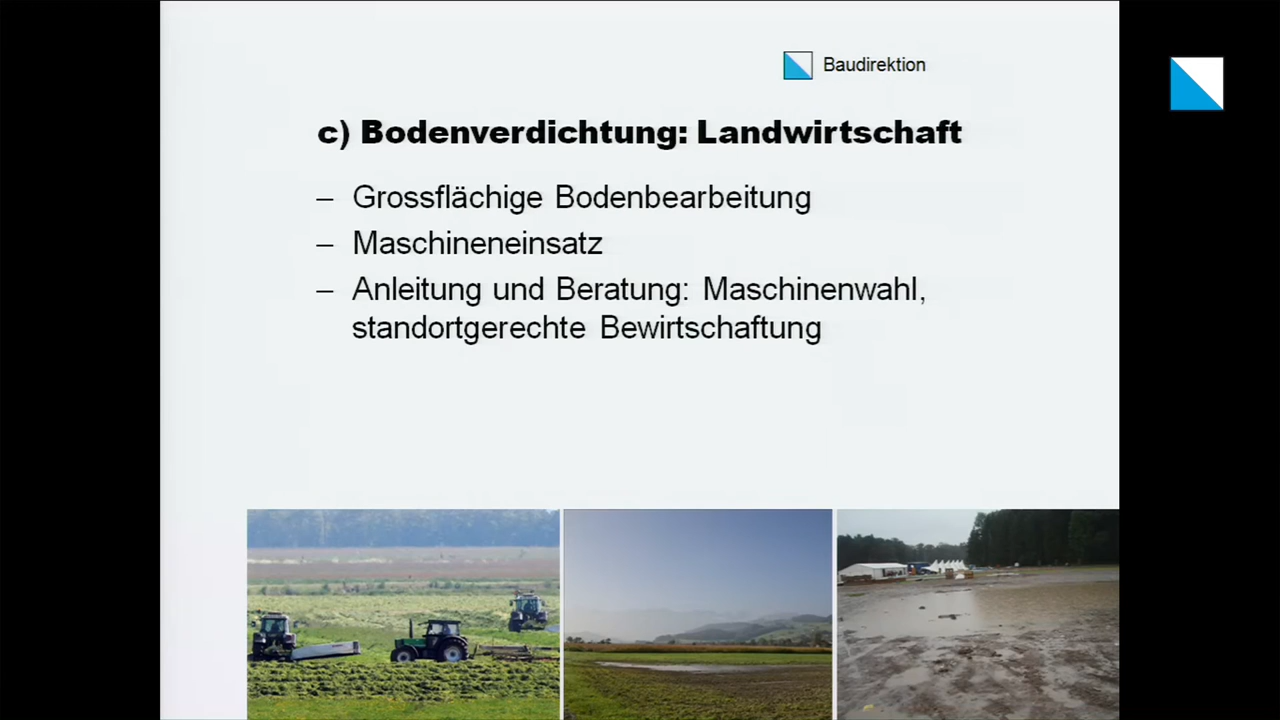 Baudirektion
c) Bodenverdichtung: Landwirtschaft
– Grossflächige Bodenbearbeitung
– Maschineneinsatz
– Anleitung und Beratung: Maschinenwahl,
standortgerechte Bewirtschaftung